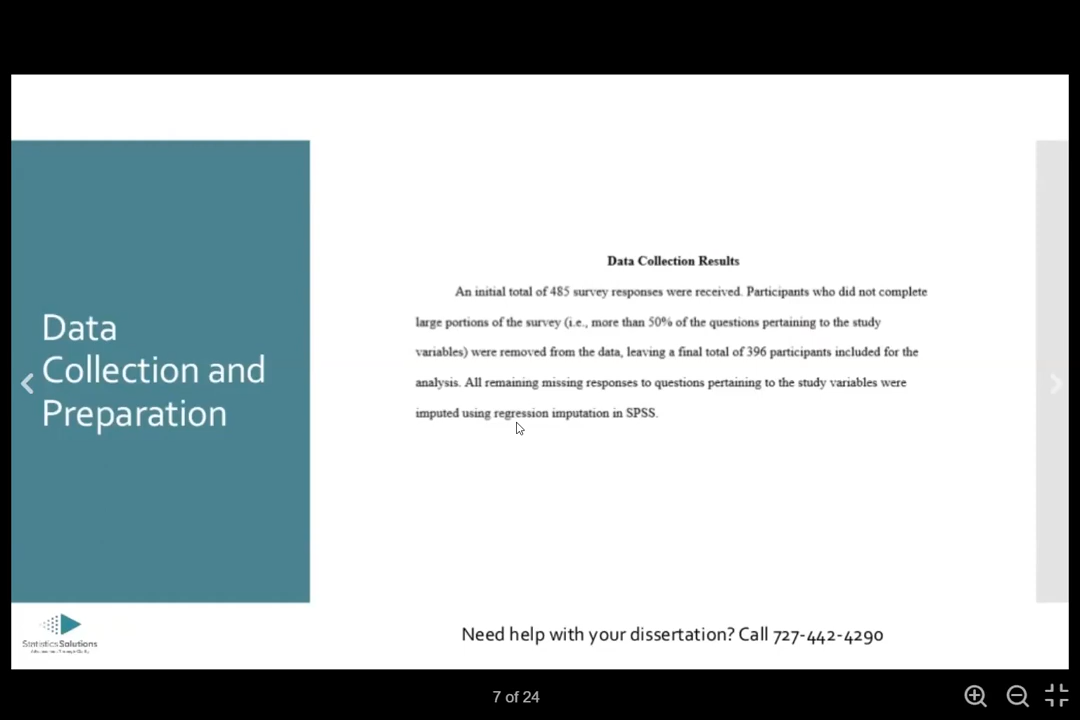 Data Collection Results
An initial total of 485 survey responses were received. Participants who did not complete
large portions of the survey (i.e., more than 50% of the questions pertaining to the study
variables) were removed from the data, leaving a final total of 396 participants included for the
analysis. All remaining missing responses to questions pertaining to the study variables were
imputed using regression imputation in SPSS.
Data
Collection and
Preparation
Statistics Solutions
Need help with your dissertation? Call 727-442-4290
7 of 24